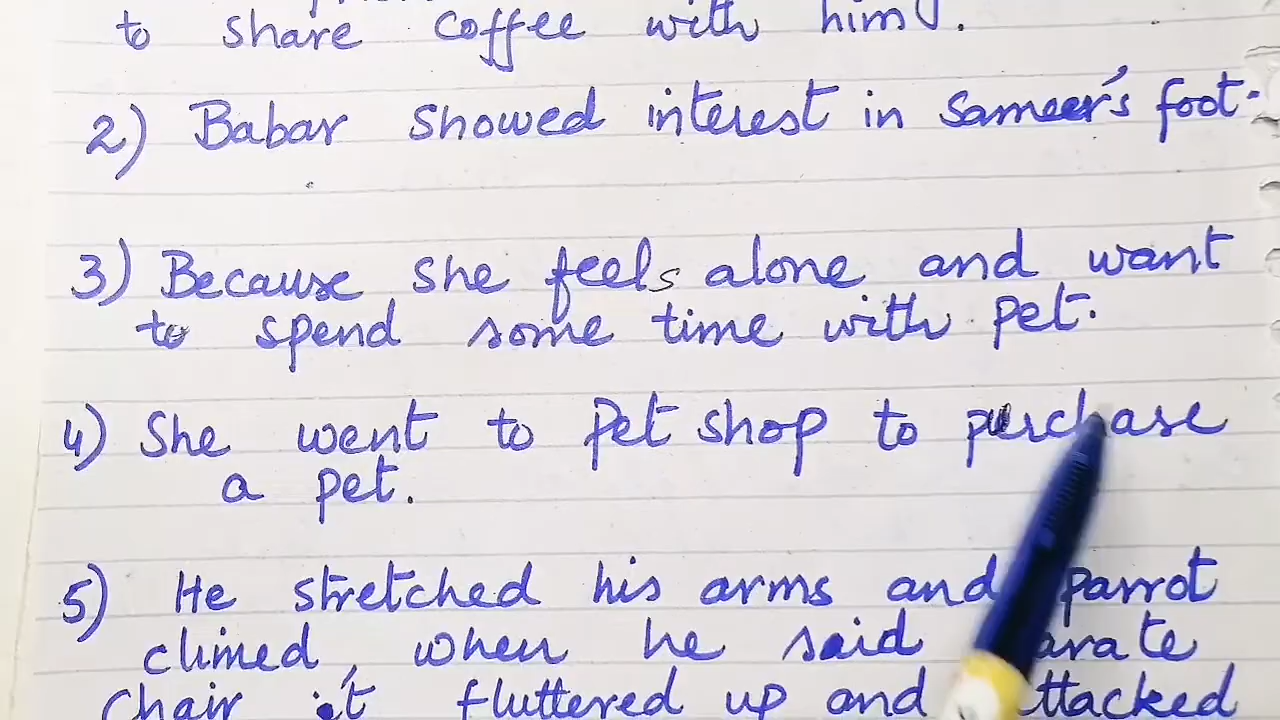 to share coffee with him.
2) Babar showed interest in Sameer's foot-
3) Because she feels alone and want
to spend some time with pet.
4) She went to Pet shop to purchase
a pet.
5) He stretched his arms and parrot
climed, when he said
Chair it fluttered up and